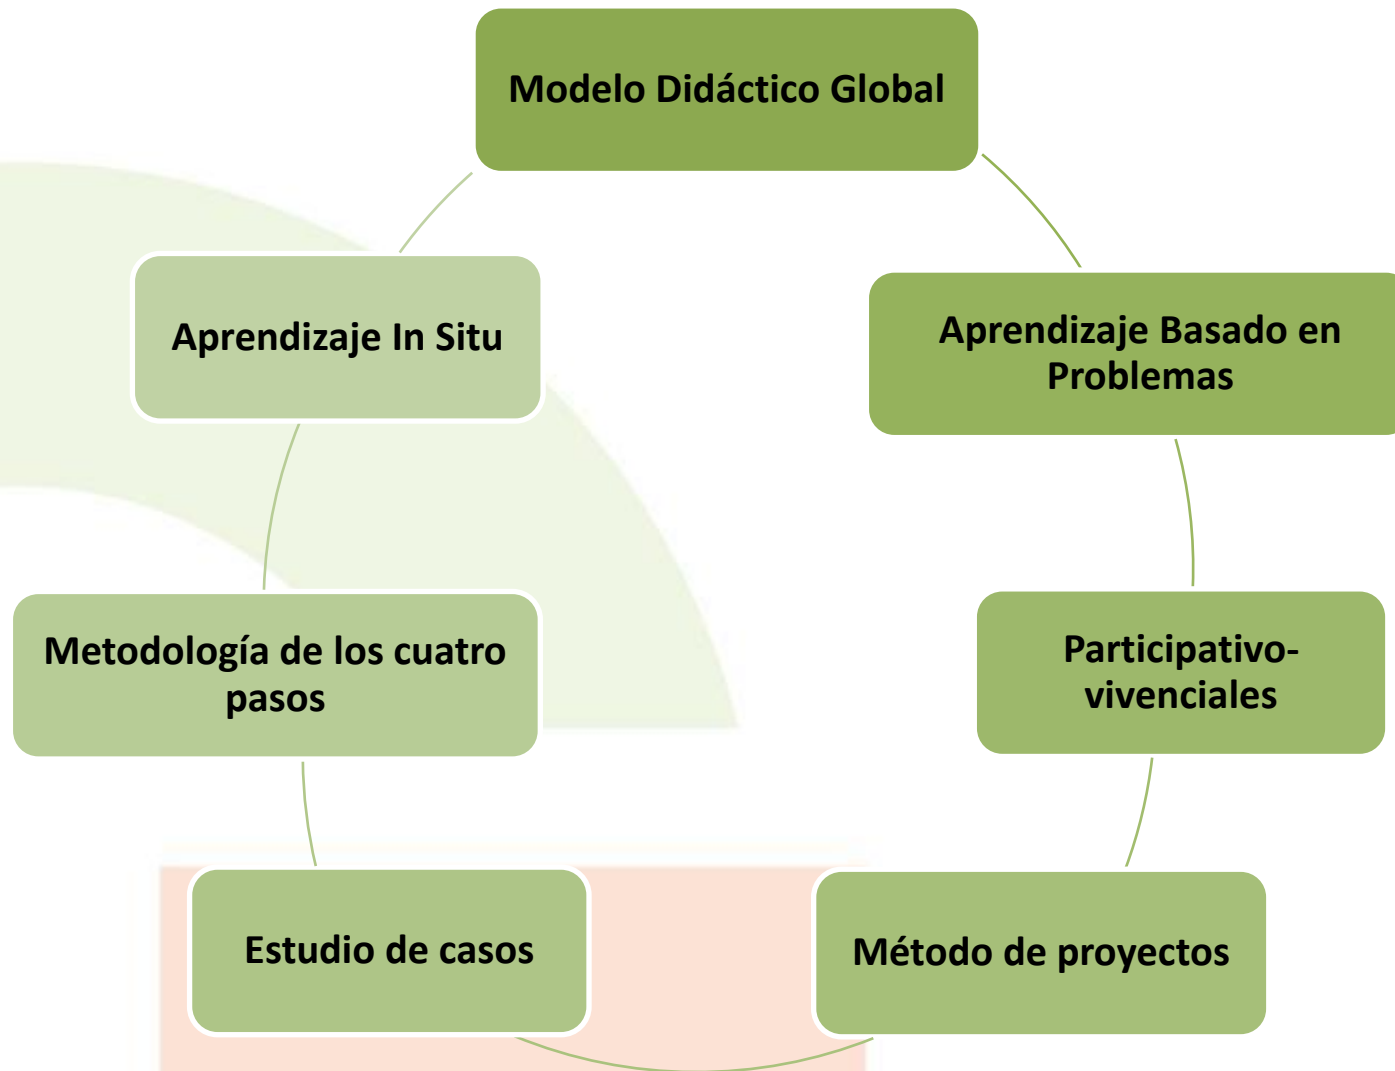 Modelo Didáctico Global
Aprendizaje In Situ
Aprendizaje Basado en
Problemas
Metodología de los cuatro
pasos
Participativo-
vivenciales
Estudio de casos
Método de proyectos